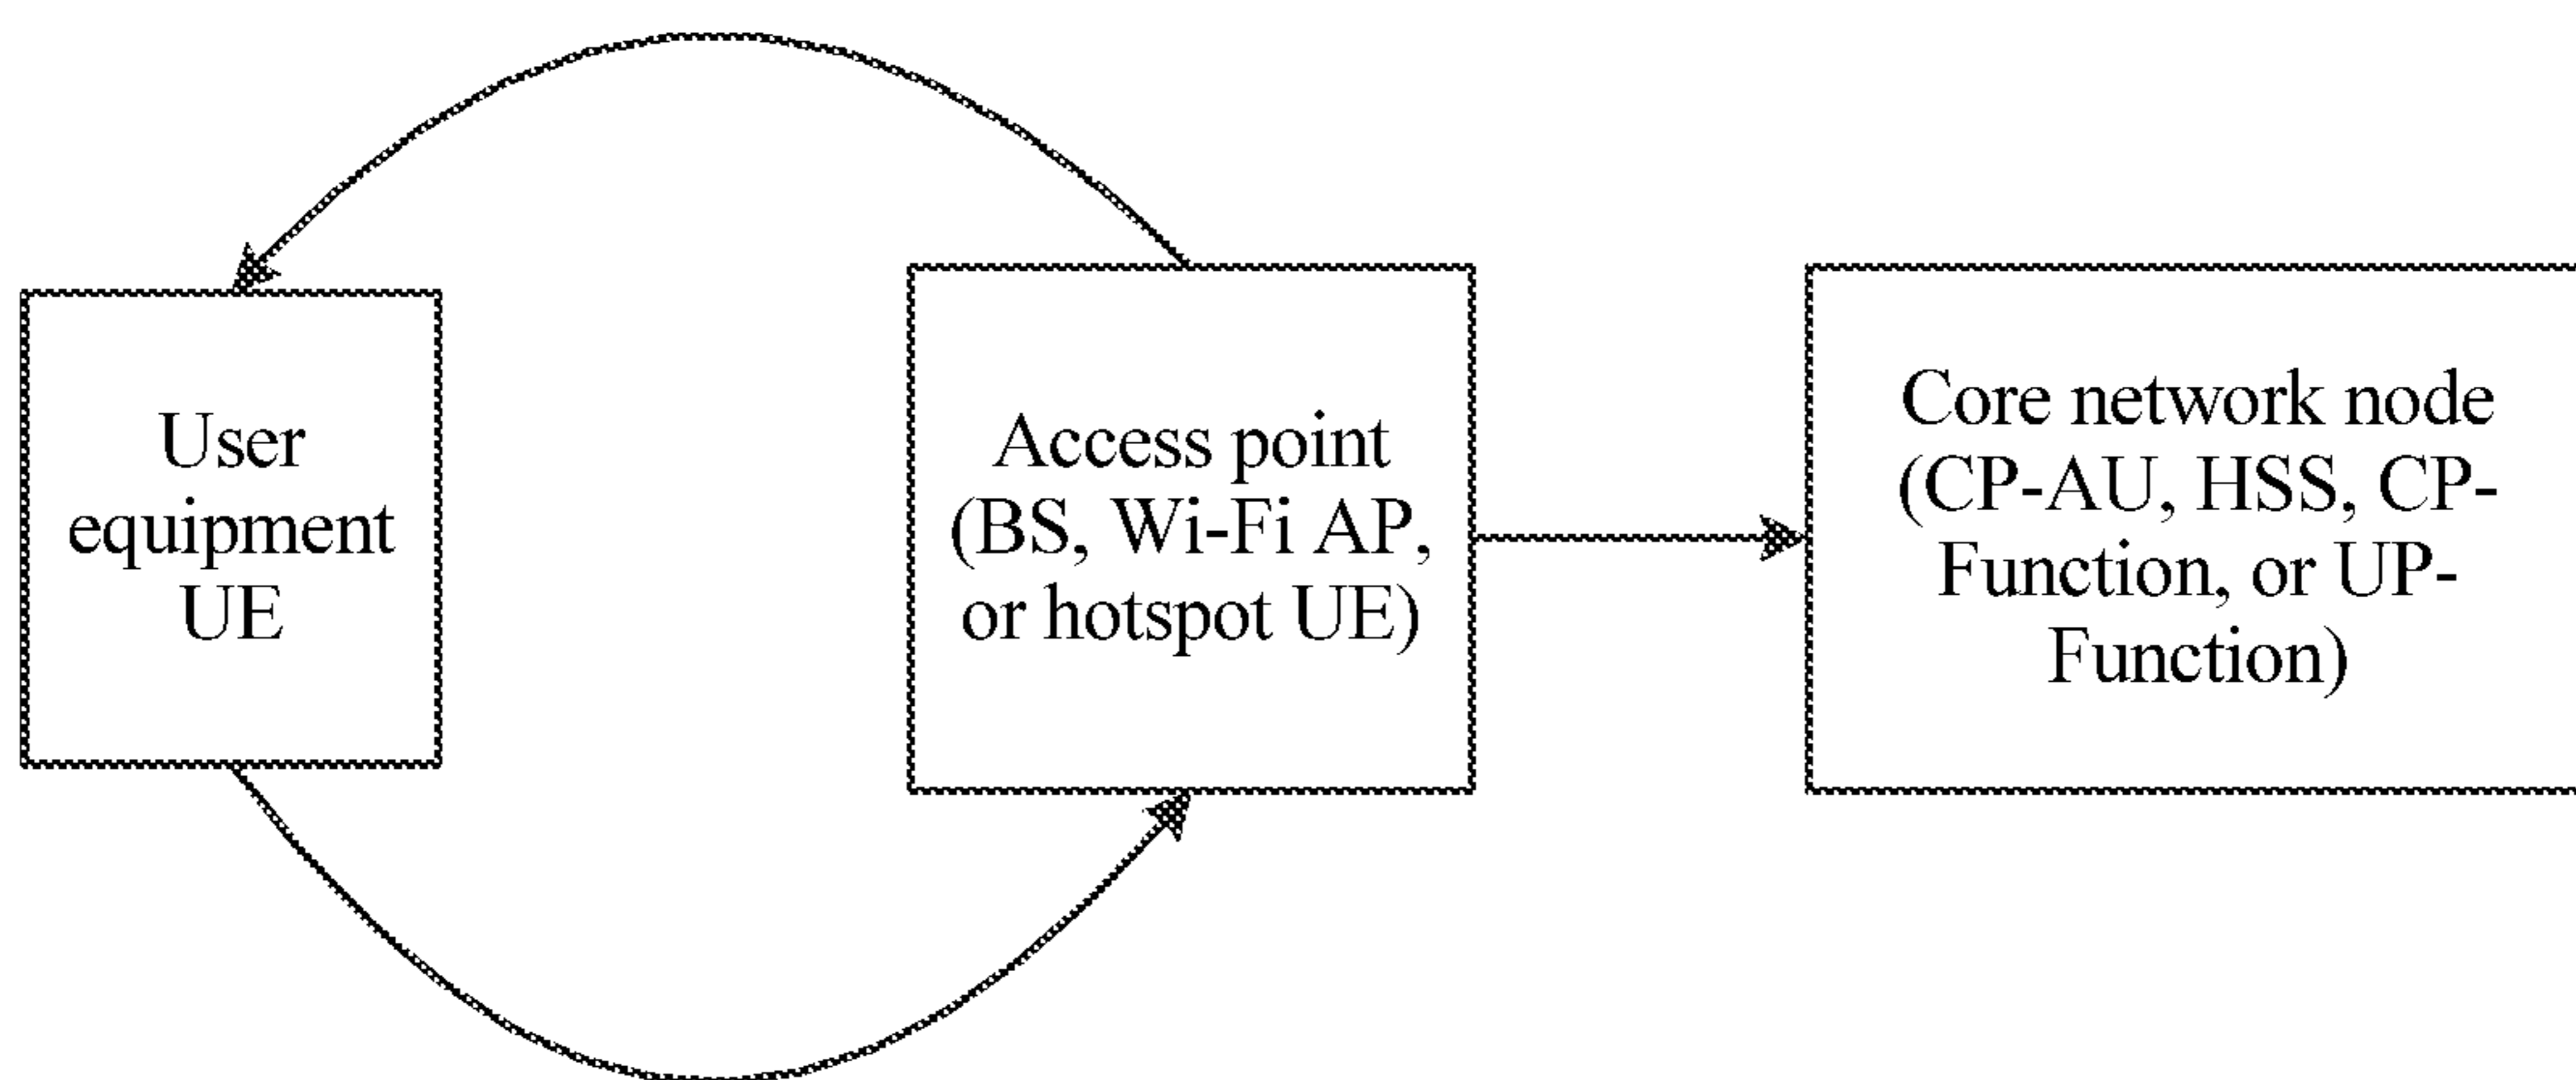 User
equipment
UE
Access point
(BS, Wi-Fi AP,
or hotspot UE)
Core network node
(CP-AU, HSS, CP-
Function, or UP-
Function)